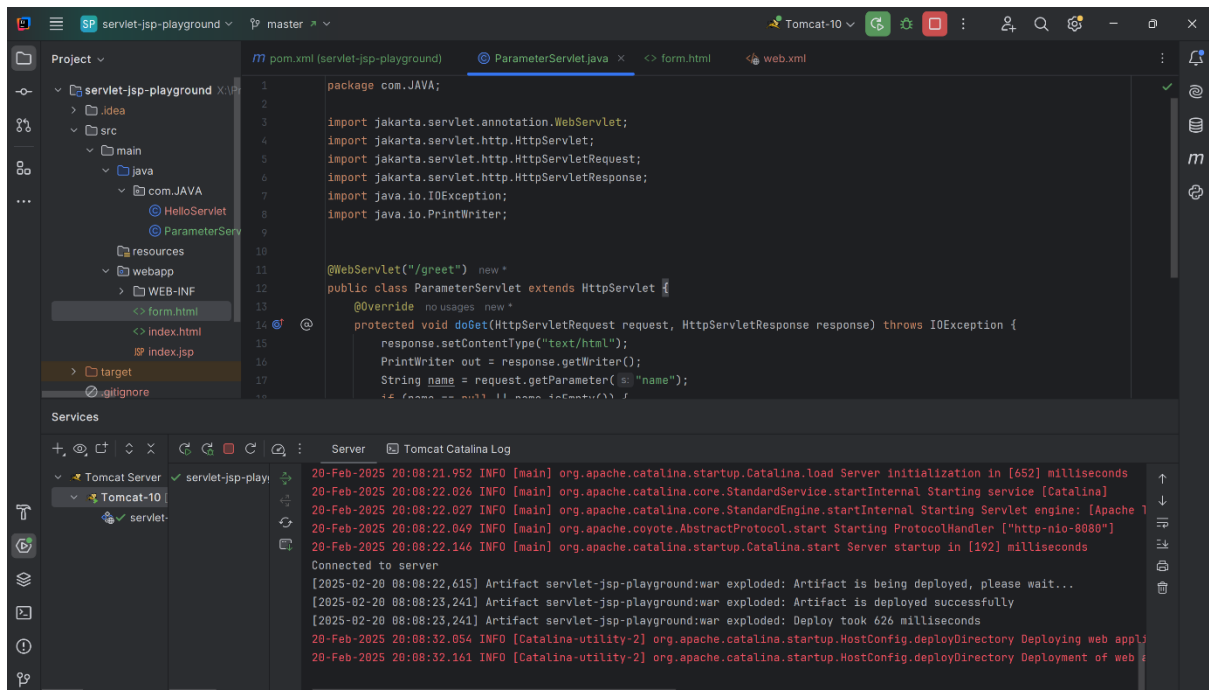 SP servlet-jsp-playground master Tomcat-10
Project
servlet-jsp-playground
.idea
src
main
java
com.JAVA
HelloServlet
ParameterServ
resources
webapp
WEB-INF
form.html
index.html
JSP index.jsp
target
.gitignore
m pom.xml (servlet-jsp-playground) ParameterServlet.java form.html web.xml
1 package com.JAVA;
2
3 import jakarta.servlet.annotation.WebServlet;
4 import jakarta.servlet.http.HttpServlet;
5 import jakarta.servlet.http.HttpServletRequest;
6 import jakarta.servlet.http.HttpServletResponse;
7 import java.io.IOException;
8 import java.io.PrintWriter;
9
10
11 @WebServlet("/greet") new *
12 public class ParameterServlet extends HttpServlet {
13 @Override no usages new *
14 protected void doGet(HttpServletRequest request, HttpServletResponse response) throws IOException {
15 response.setContentType("text/html");
16 PrintWriter out = response.getWriter();
17 String name = request.getParameter( s: "name");
18 if (name == null || name.isEmpty()) {
Services
Server Tomcat Catalina Log
Tomcat Server
Tomcat-10
servlet-
servlet-jsp-play
20-Feb-2025 20:08:21.952 INFO [main] org.apache.catalina.startup.Catalina.load Server initialization in [652] milliseconds
20-Feb-2025 20:08:22.026 INFO [main] org.apache.catalina.core.StandardService.startInternal Starting service [Catalina]
20-Feb-2025 20:08:22.027 INFO [main] org.apache.catalina.core.StandardEngine.startInternal Starting Servlet engine: [Apache T
20-Feb-2025 20:08:22.049 INFO [main] org.apache.coyote.AbstractProtocol.start Starting ProtocolHandler ["http-nio-8080"]
20-Feb-2025 20:08:22.146 INFO [main] org.apache.catalina.startup.Catalina.start Server startup in [192] milliseconds
Connected to server
[2025-02-20 08:08:22,615] Artifact servlet-jsp-playground:war exploded: Artifact is being deployed, please wait...
[2025-02-20 08:08:23,241] Artifact servlet-jsp-playground:war exploded: Artifact is deployed successfully
[2025-02-20 08:08:23,241] Artifact servlet-jsp-playground:war exploded: Deploy took 626 milliseconds
20-Feb-2025 20:08:32.054 INFO [Catalina-utility-2] org.apache.catalina.startup.HostConfig.deployDirectory Deploying web appli
20-Feb-2025 20:08:32.161 INFO [Catalina-utility-2] org.apache.catalina.startup.HostConfig.deployDirectory Deployment of web a